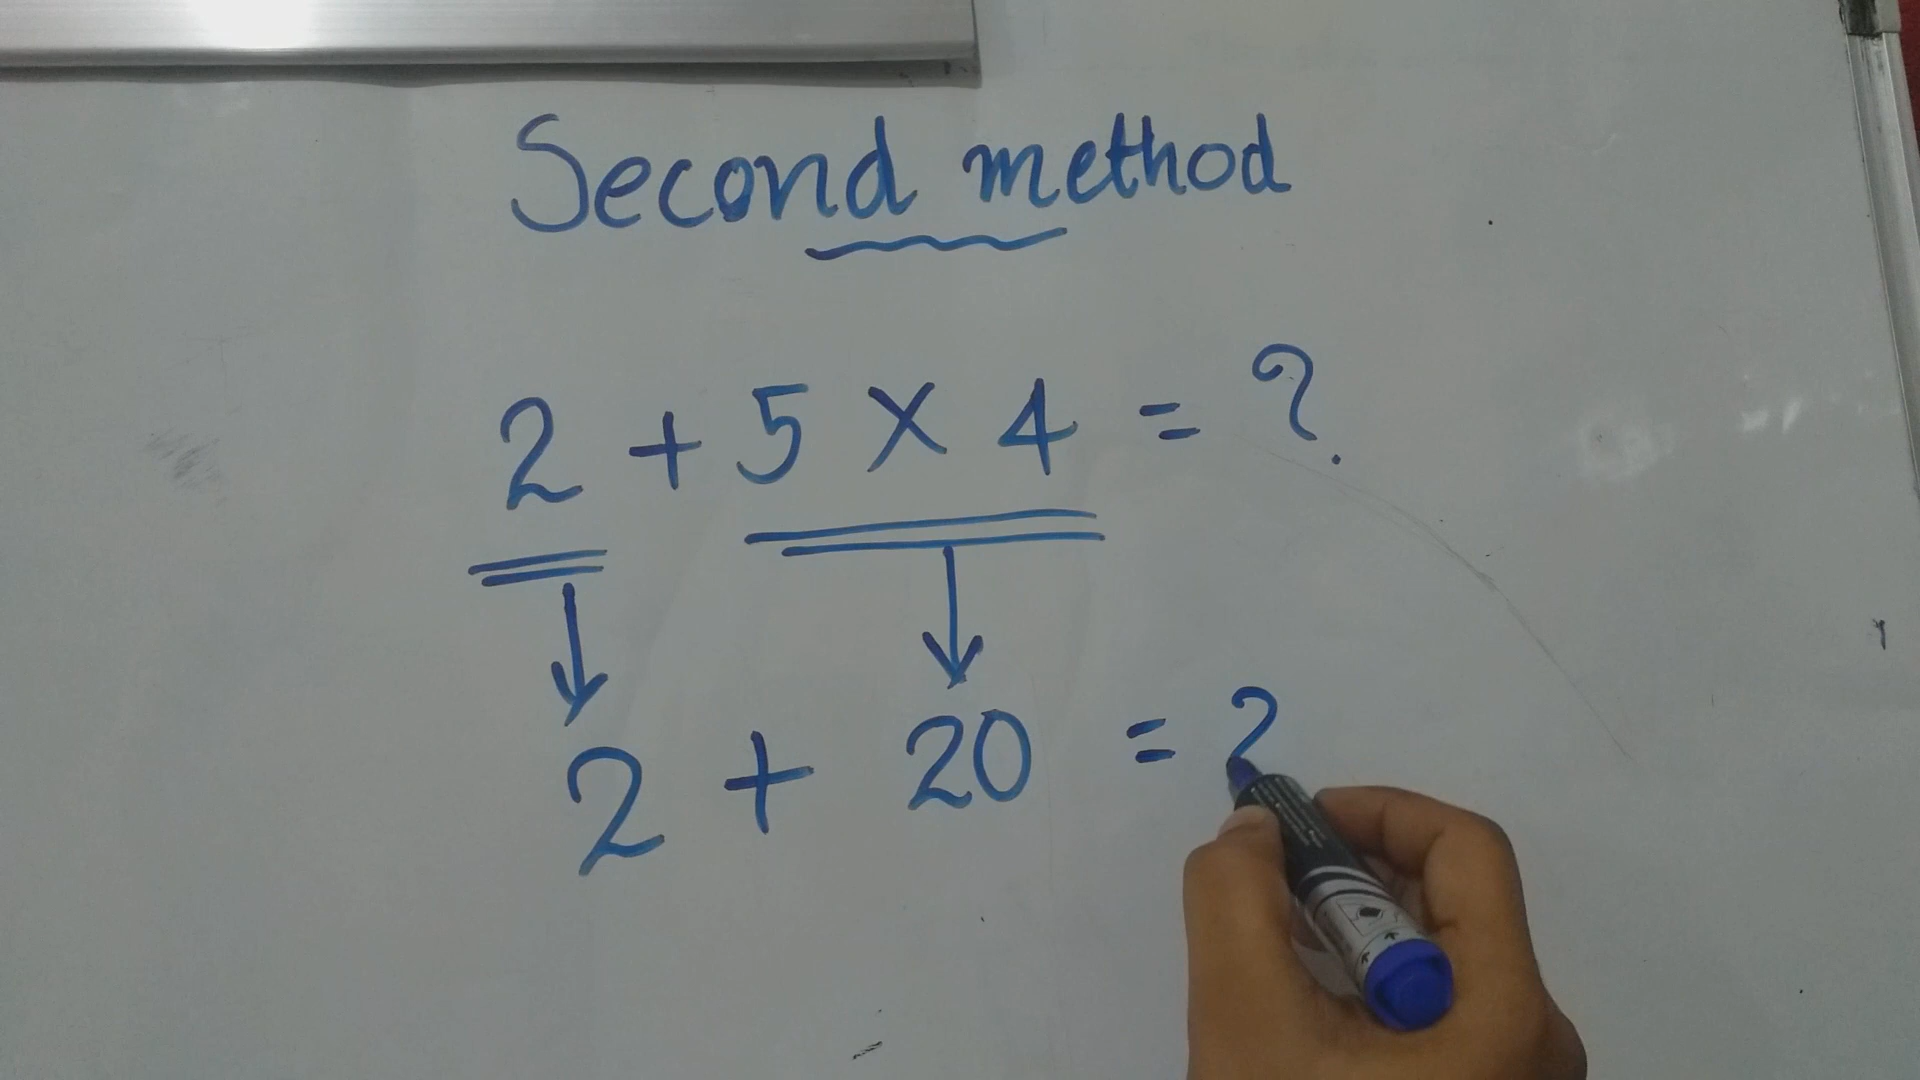 Second method
2 + 5 × 4 = ?
2 + 20 = ?